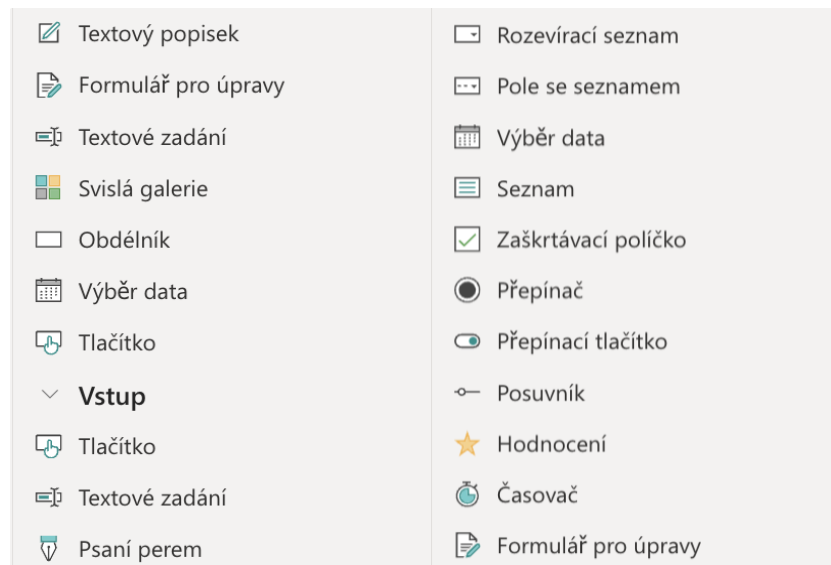 Textový popisek
Formulář pro úpravy
Textové zadání
Svislá galerie
Obdélník
Výběr data
Tlačítko
Vstup
Tlačítko
Textové zadání
Psaní perem
Rozevírací seznam
Pole se seznamem
Výběr data
Seznam
Zaškrtávací políčko
Přepínač
Přepínací tlačítko
Posuvník
Hodnocení
Časovač
Formulář pro úpravy